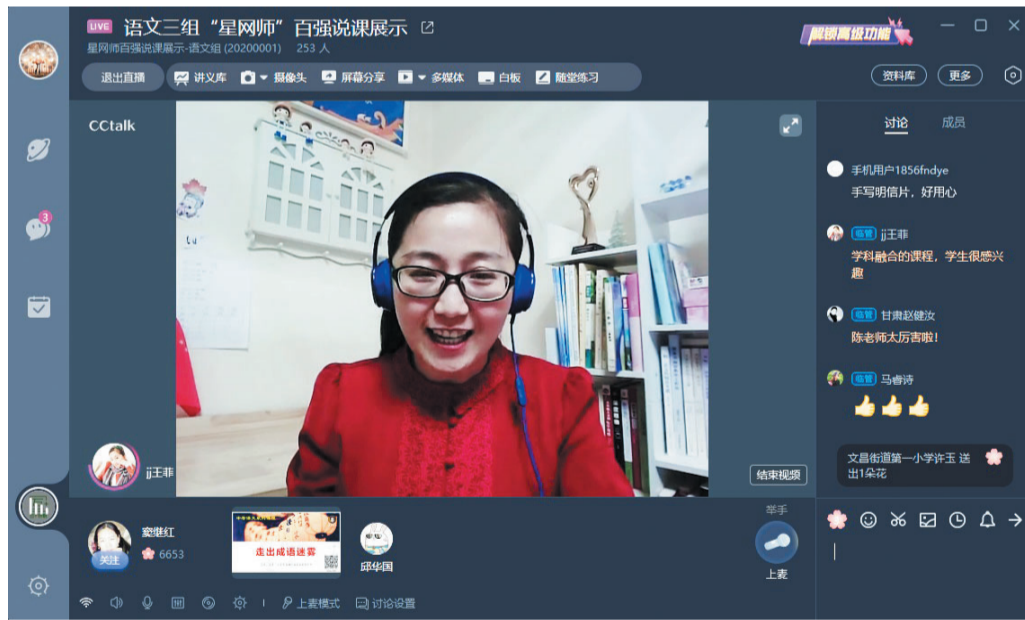 LIVE 语文三组“星网师”百强说课展示
星网师百强说课展示-语文组 (20200001) 253 人
解锁高级功能
退出直播 讲义库 摄像头 屏幕分享 多媒体 白板 随堂练习
资料库 更多
CCtalk
讨论 成员
手机用户1856fndye
手写明信片，好用心
临管 jj王菲
学科融合的课程，学生很感兴
趣
临管 甘肃赵健汝
陈老师太厉害啦！
临管 马睿诗
文昌街道第一小学许玉 送
出1朵花
3
jj王菲
结束视频
窦继红
6653
关注
走出成语迷雾
邱华国
举手
上麦
上麦模式 讨论设置